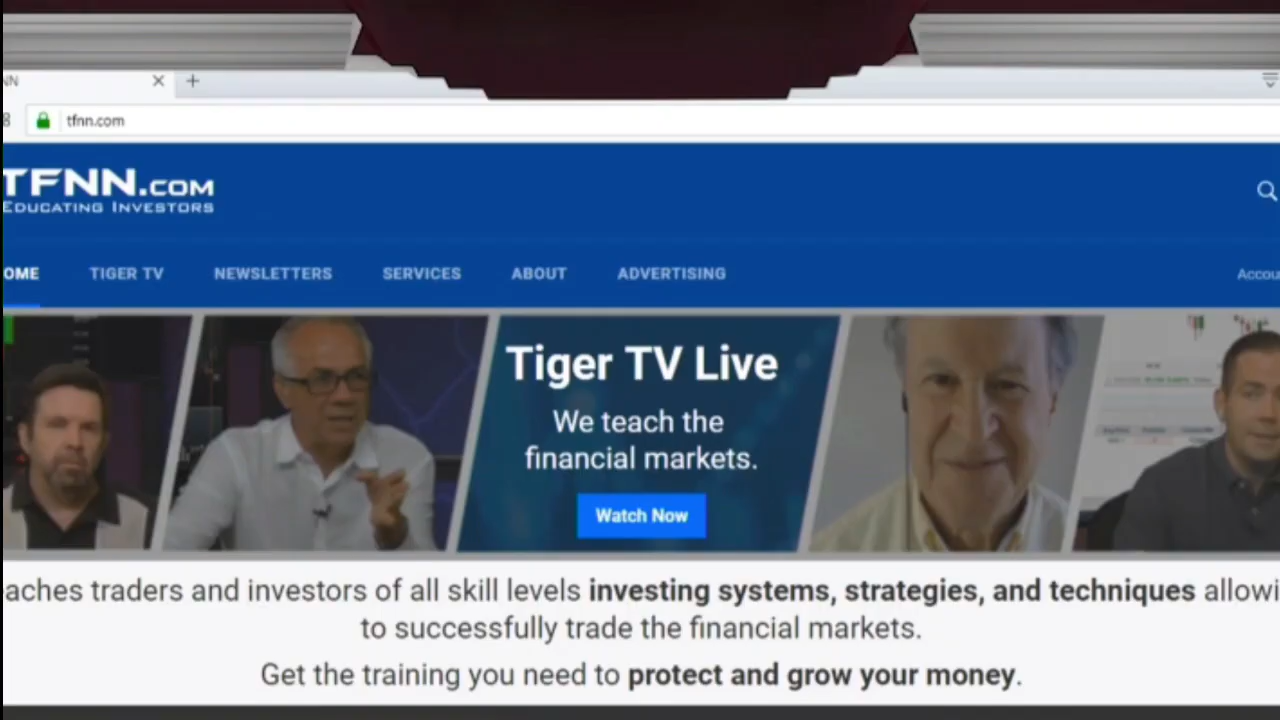 NN
tfnn.com
TFNN.COM
EDUCATING INVESTORS
OME TIGER TV NEWSLETTERS SERVICES ABOUT ADVERTISING Accou
Tiger TV Live
We teach the
financial markets.
Watch Now
aches traders and investors of all skill levels investing systems, strategies, and techniques allowi
to successfully trade the financial markets.
Get the training you need to protect and grow your money.